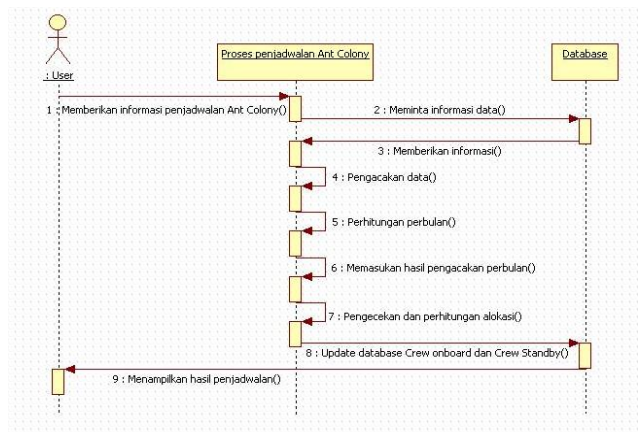 Proses penjadwalan Ant Colony
Database
: User
1 : Memberikan informasi penjadwalan Ant Colony()
2 : Meminta informasi data()
3 : Memberikan informasi()
4 : Pengacakan data()
5 : Perhitungan perbulan()
6 : Memasukan hasil pengacakan perbulan()
7 : Pengecekan dan perhitungan alokasi()
8 : Update database Crew onboard dan Crew Standby()
9 : Menampilkan hasil penjadwalan()